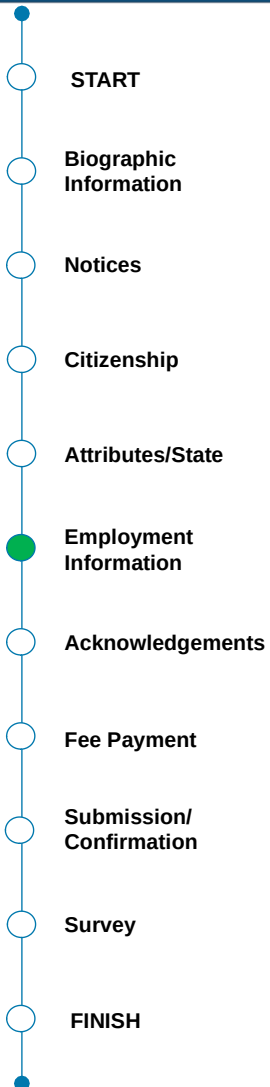 START
Biographic
Information
Notices
Citizenship
Attributes/State
Employment
Information
Acknowledgements
Fee Payment
Submission/
Confirmation
Survey
FINISH